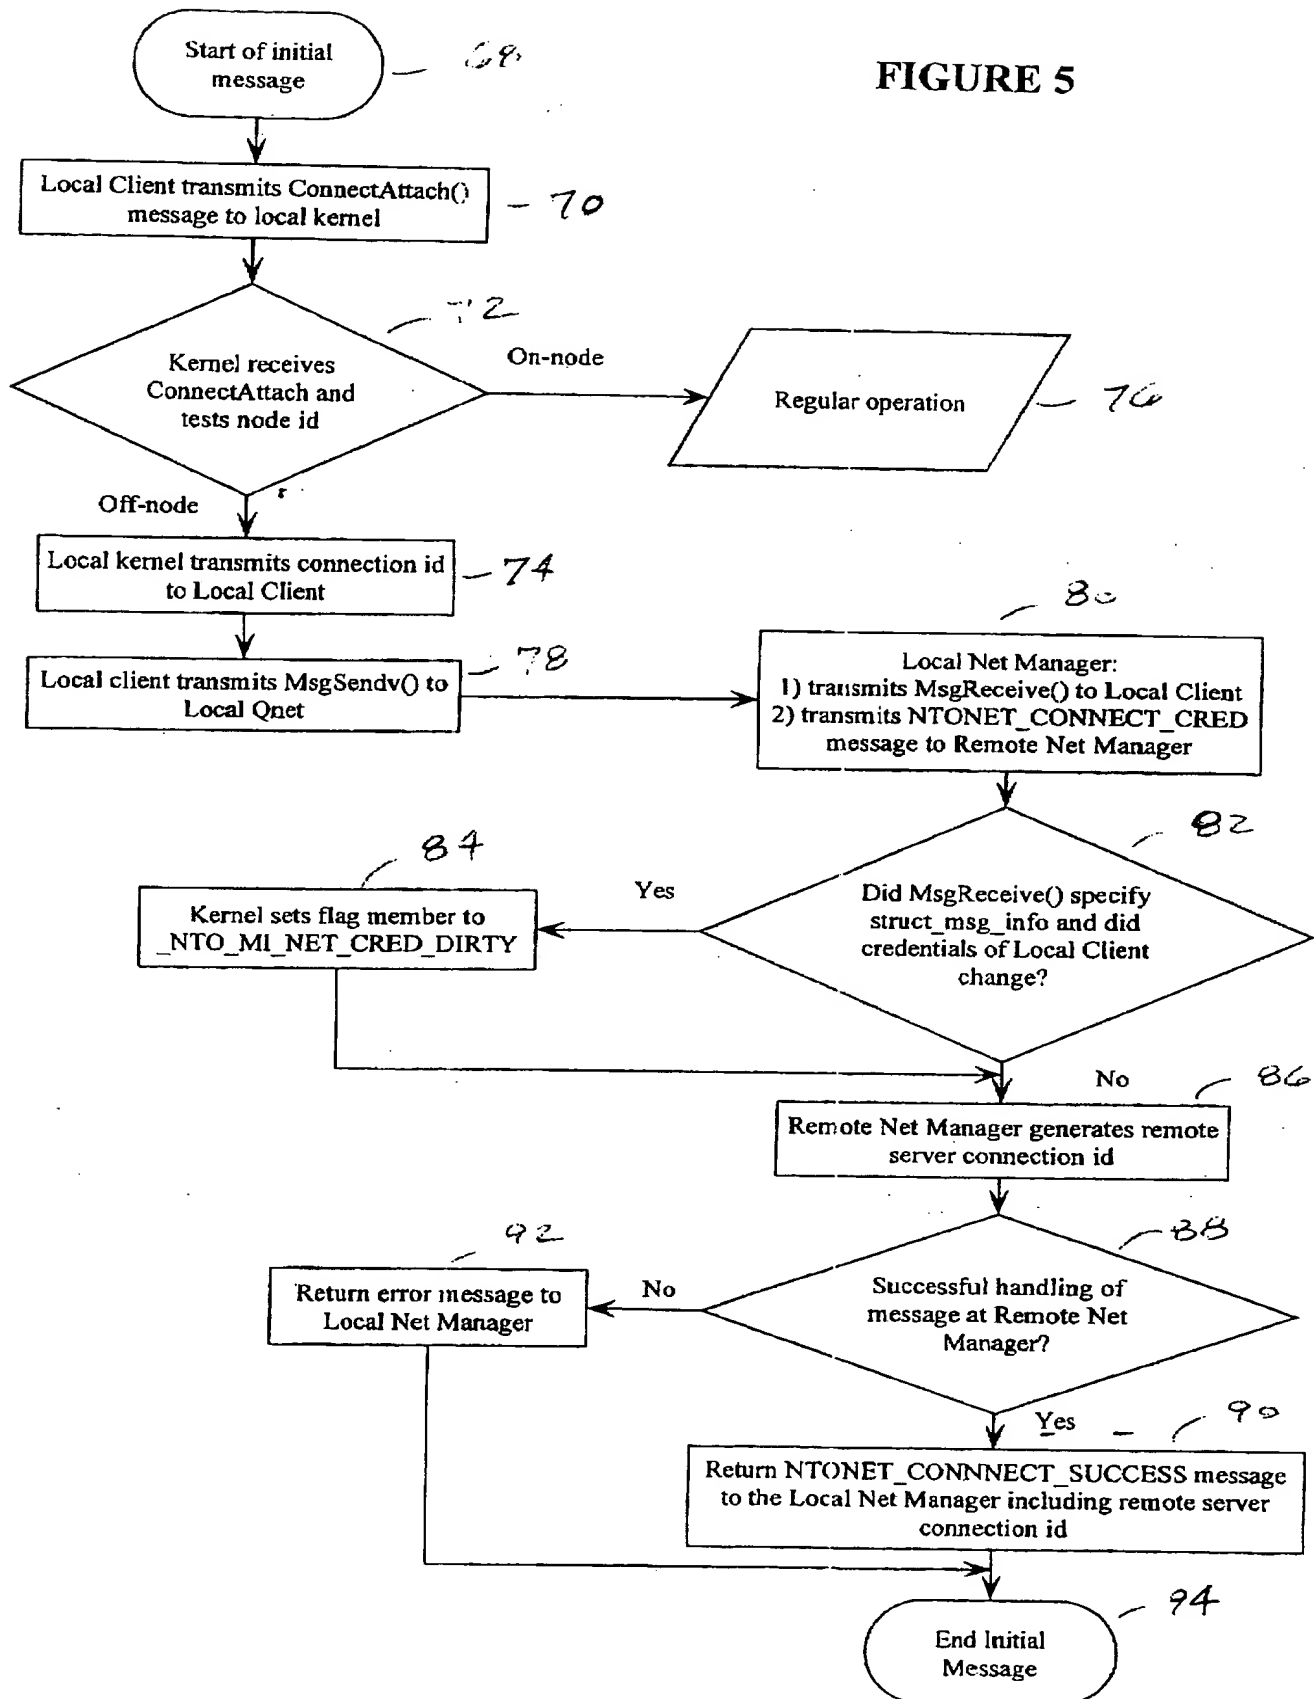 FIGURE 5
Start of initial
message
68
Local Client transmits ConnectAttach()
message to local kernel
70
72
Kernel receives
ConnectAttach and
tests node id
On-node
Regular operation
76
Off-node
Local kernel transmits connection id
to Local Client
74
Local client transmits MsgSendv() to
Local Qnet
78
80
Local Net Manager:
1) transmits MsgReceive() to Local Client
2) transmits NTONET_CONNECT_CRED
message to Remote Net Manager
82
Did MsgReceive() specify
struct_msg_info and did
credentials of Local Client
change?
Yes
84
Kernel sets flag member to
_NTO_MI_NET_CRED_DIRTY
No
86
Remote Net Manager generates remote
server connection id
88
Successful handling of
message at Remote Net
Manager?
No
92
Return error message to
Local Net Manager
Yes
90
Return NTONET_CONNNECT_SUCCESS message
to the Local Net Manager including remote server
connection id
94
End Initial
Message